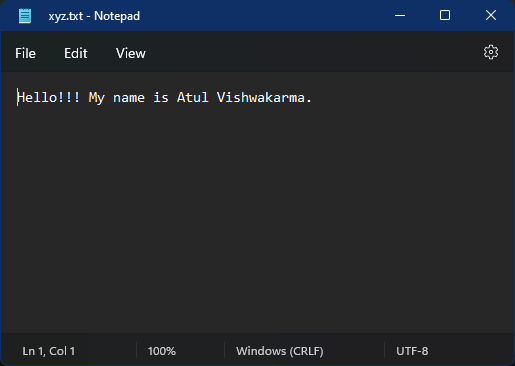 xyz.txt - Notepad
File Edit View
Hello!!! My name is Atul Vishwakarma.
Ln 1, Col 1 100% Windows (CRLF) UTF-8